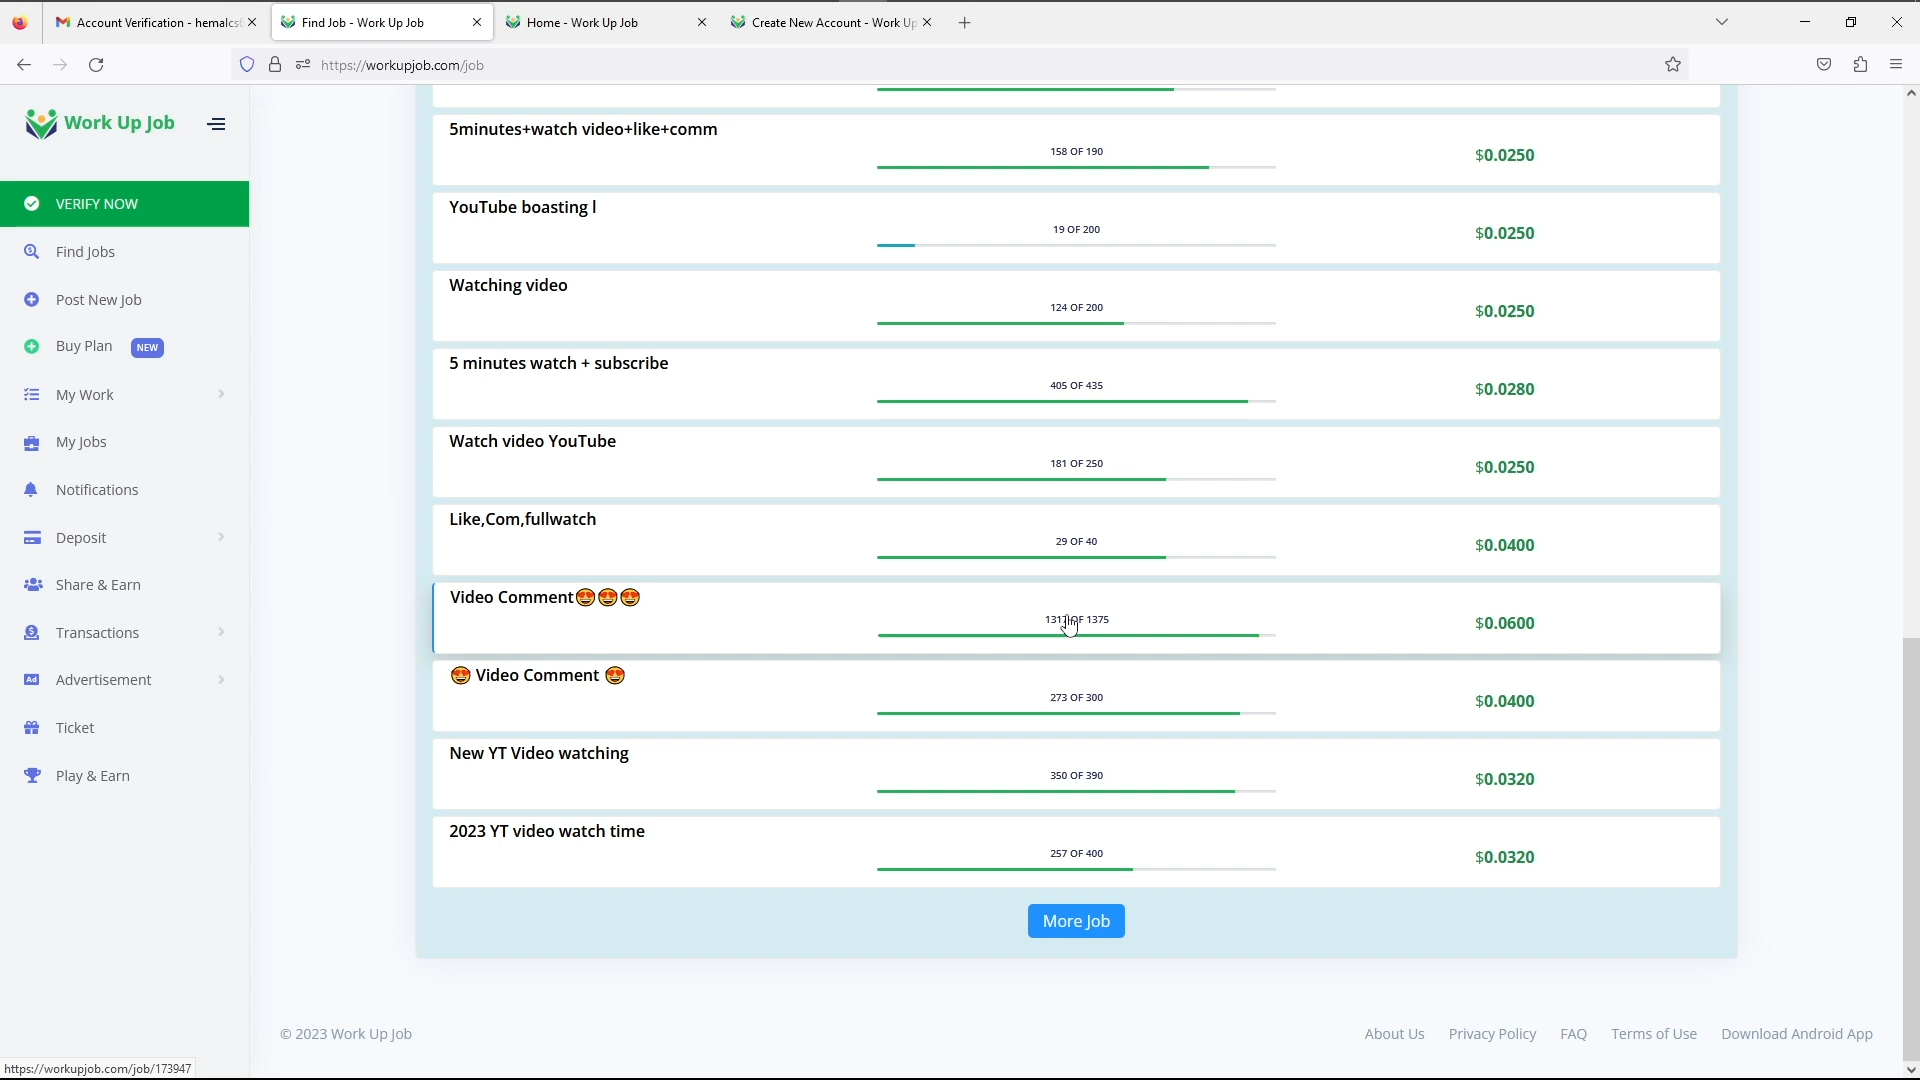 Account Verification - hemalcs
Find Job - Work Up Job
Home - Work Up Job
Create New Account - Work Up
https://workupjob.com/job
Work Up Job
VERIFY NOW
Find Jobs
Post New Job
Buy Plan NEW
My Work
My Jobs
Notifications
Deposit
Share & Earn
Transactions
Ad Advertisement
Ticket
Play & Earn
5minutes+watch video+like+comm
158 OF 190
$0.0250
YouTube boasting l
19 OF 200
$0.0250
Watching video
124 OF 200
$0.0250
5 minutes watch + subscribe
405 OF 435
$0.0280
Watch video YouTube
181 OF 250
$0.0250
Like,Com,fullwatch
29 OF 40
$0.0400
Video Comment😍😍😍
OF 1375
$0.0600
😍 Video Comment 😍
273 OF 300
$0.0400
New YT Video watching
350 OF 390
$0.0320
2023 YT video watch time
257 OF 400
$0.0320
More Job
© 2023 Work Up Job
About Us
Privacy Policy
FAQ
Terms of Use
Download Android App
https://workupjob.com/job/173947